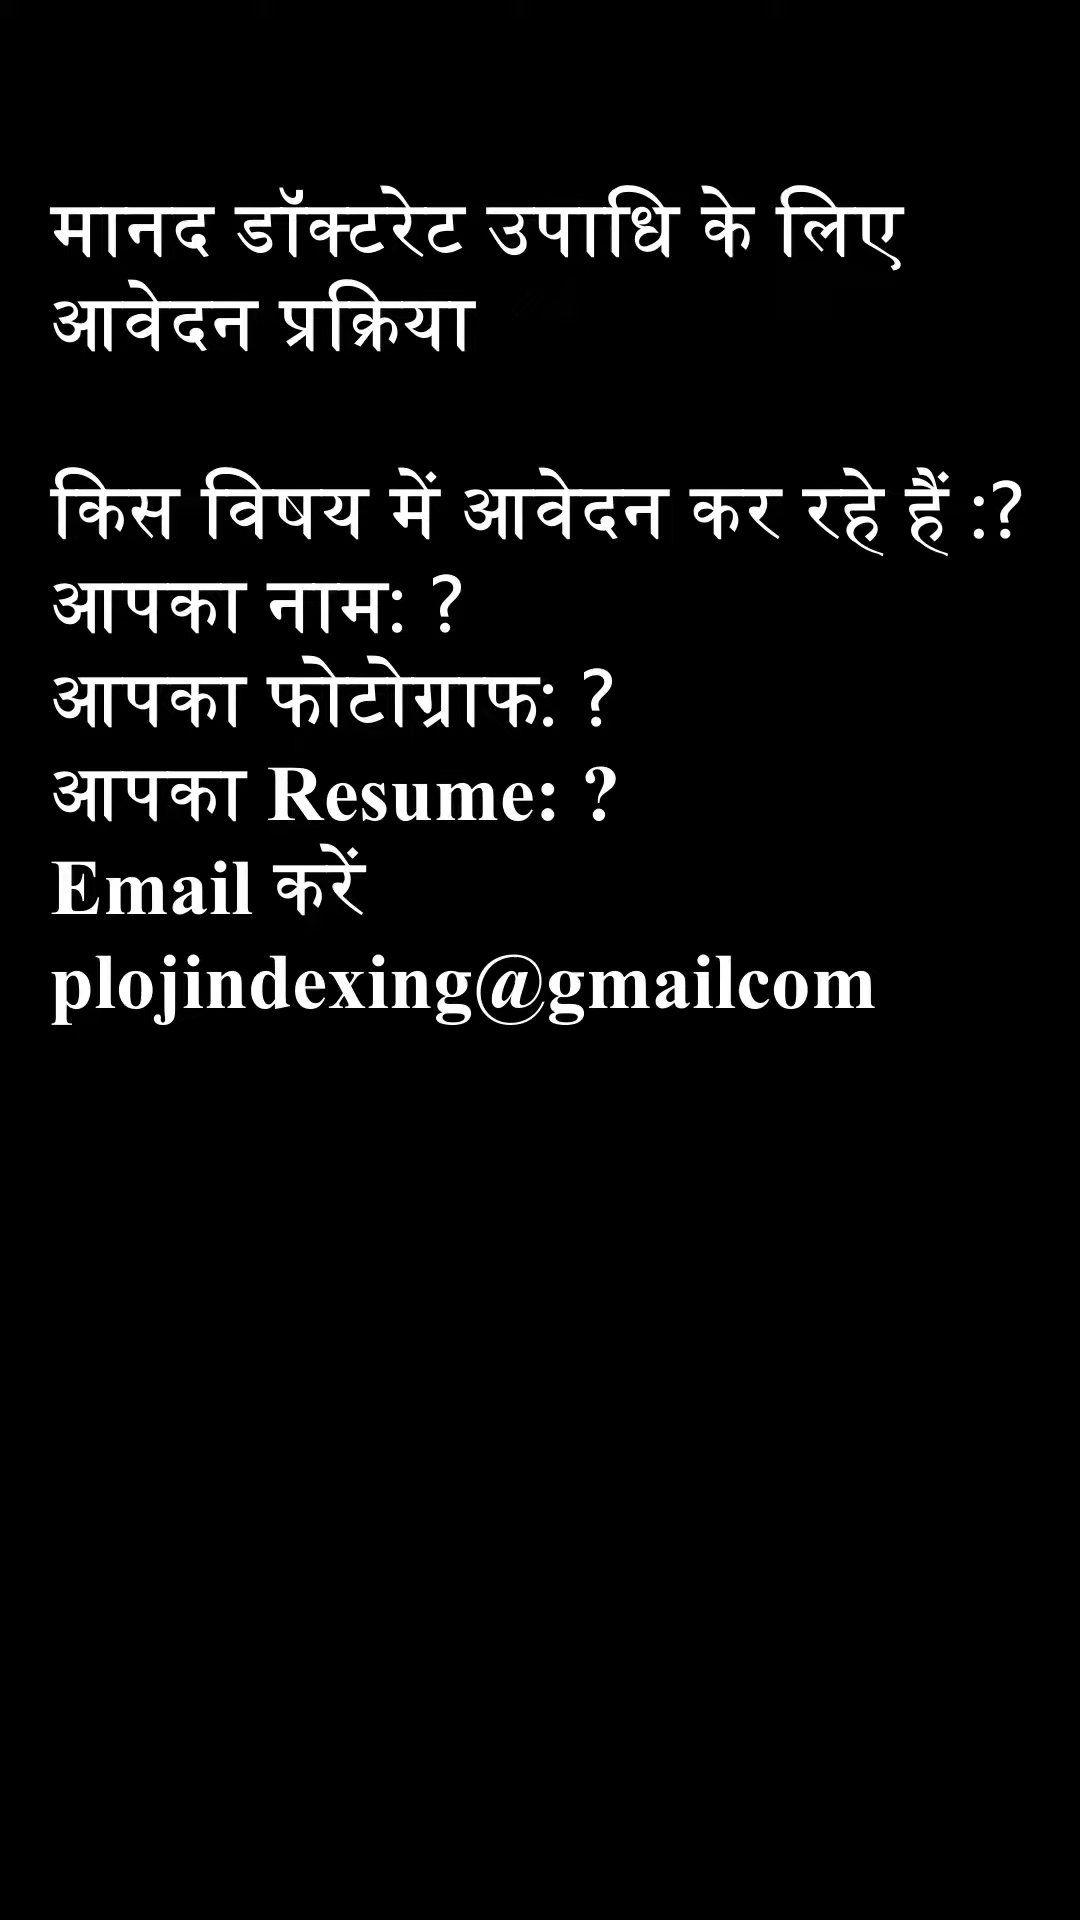 मानद डॉक्टरेट उपाधि के लिए
आवेदन प्रक्रिया
किस विषय में आवेदन कर रहे हैं :?
आपका नाम: ?
आपका फोटोग्राफ: ?
आपका Resume: ?
Email करें
plojindexing@gmailcom